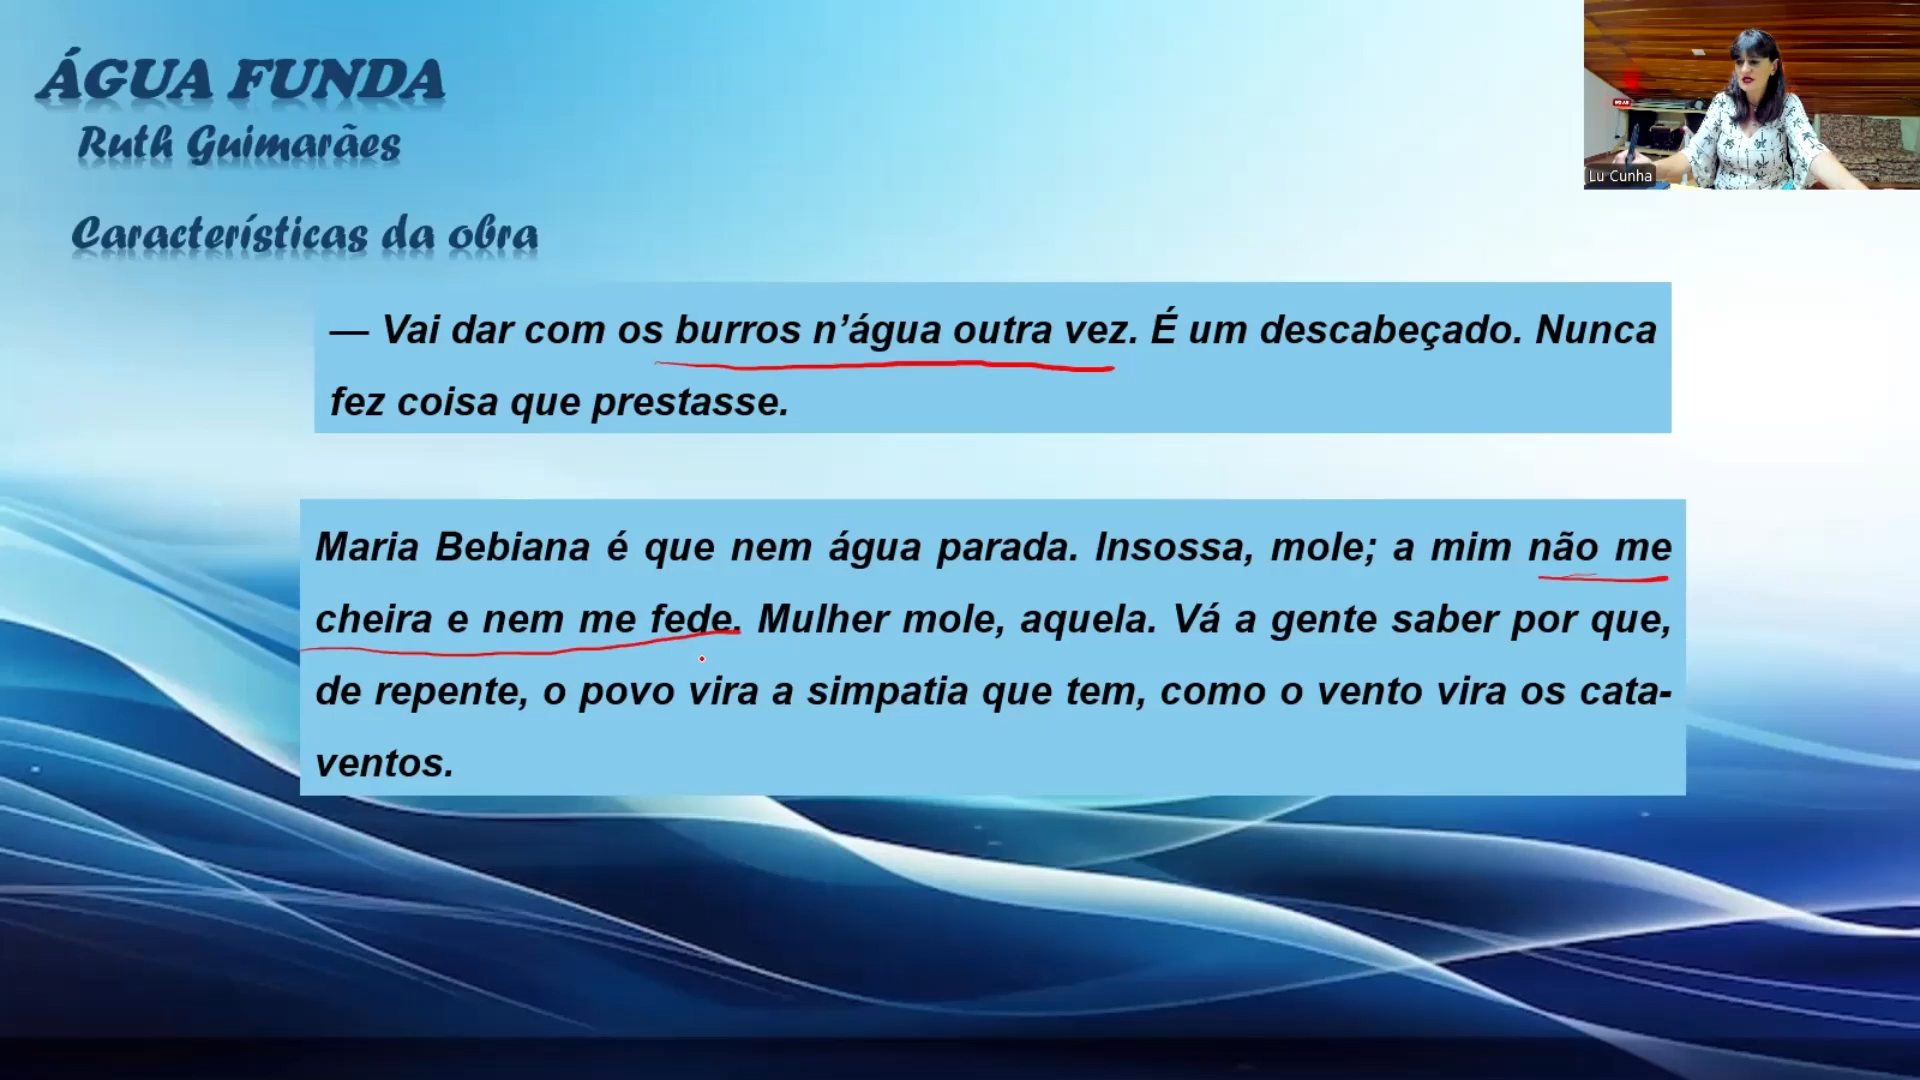 ÁGUA FUNDA
Ruth Guimarães
Características da obra
Lu Cunha
— Vai dar com os burros n’água outra vez. É um descabeçado. Nunca
fez coisa que prestasse.
Maria Bebiana é que nem água parada. Insossa, mole; a mim não me
cheira e nem me fede. Mulher mole, aquela. Vá a gente saber por que,
de repente, o povo vira a simpatia que tem, como o vento vira os cata-
ventos.